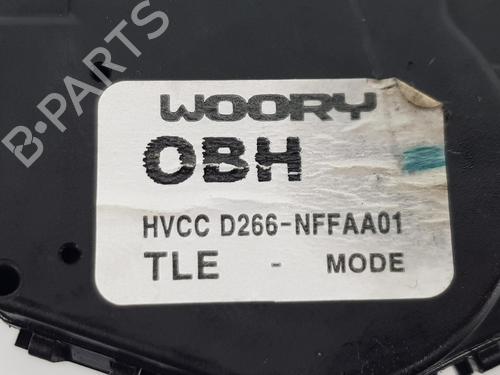 WOORY
OBH
HVCC D266-NFFAA01
TLE - MODE
B-PARTS